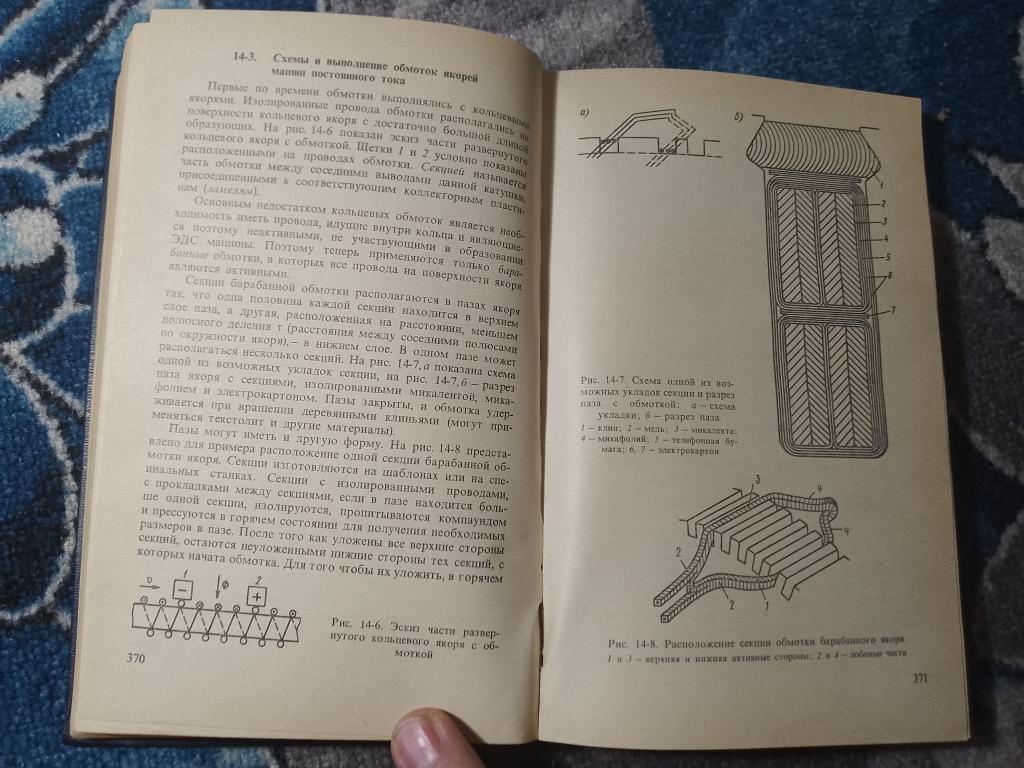 14-3. Схемы и выполнение обмоток якорей
машин постоянного тока
Первые по времени обмотки выполнялись с кольцевыми
якорями. Изолированные провода обмотки располагались на
поверхности кольцевого якоря с достаточно большой длиной
образующих. На рис. 14-6 показан эскиз части развернутого
кольцевого якоря с обмоткой. Щетки 1 и 2 условно показаны
расположенными на проводах обмотки. Секцией называется
часть обмотки между соседними выводами данной катушки,
присоединенными к соответствующим коллекторным пласти-
нам (ламелям).
Основным недостатком кольцевых обмоток является необ-
ходимость иметь провода, идущие внутри кольца и являющие-
ся поэтому неактивными, не участвующими в образовании
ЭДС машины. Поэтому теперь применяются только бара-
банные обмотки, в которых все провода на поверхности якоря
являются активными.
Секции барабанной обмотки располагаются в пазах якоря
так, что одна половина каждой секции находится в верхнем
слое паза, а другая, расположенная на расстоянии, меньшем
полюсного деления τ (расстояния между соседними полюсами
по окружности якоря),– в нижнем слое. В одном пазе может
располагаться несколько секций. На рис. 14-7,а показана схема
одной из возможных укладок секции, на рис. 14-7,б – разрез
паза якоря с секциями, изолированными микалентой, мика-
фолием и электрокартоном. Пазы закрыты, и обмотка удер-
живается при вращении деревянными клиньями (могут при-
меняться текстолит и другие материалы).
Пазы могут иметь и другую форму. На рис. 14-8 предста-
влено для примера расположение одной секции барабанной об-
мотки якоря. Секции изготовляются на шаблонах или на спе-
циальных станках. Секции с изолированными проводами,
с прокладками между секциями, если в пазе находится боль-
ше одной секции, изолируются, пропитываются компаундом
и прессуются в горячем состоянии для получения необходимых
размеров в пазе. После того как уложены все верхние стороны
секций, остаются неуложенными нижние стороны тех секций, с
которых начата обмотка. Для того чтобы их уложить, в горячем
υ 1 – Ф 2 +
Рис. 14-6. Эскиз части развер-
нутого кольцевого якоря с об-
моткой
370
а)
б)
1
2
3
4
5
6
7
Рис. 14-7. Схема одной из воз-
можных укладок секции и разрез
паза с обмоткой: а – схема
укладки; б – разрез паза
1 – клин; 2 – медь; 3 – микалента;
4 – микафолий; 5 – телефонная бу-
мага; 6, 7 – электрокартон
3
4
4
2
2
1
Рис. 14-8. Расположение секции обмотки барабанного якоря
1 и 3 – верхняя и нижняя активные стороны; 2 и 4 – лобовые части
371